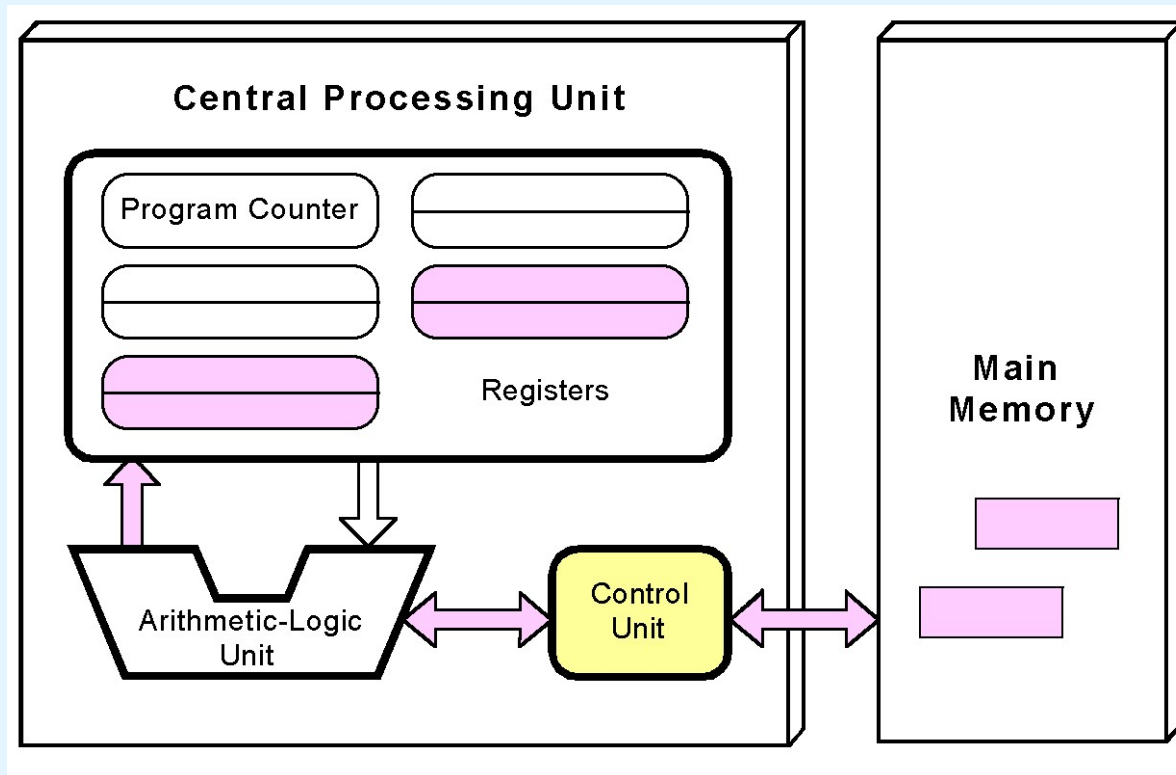 Central Processing Unit
Program Counter
Registers
Arithmetic-Logic
Unit
Control
Unit
Main
Memory